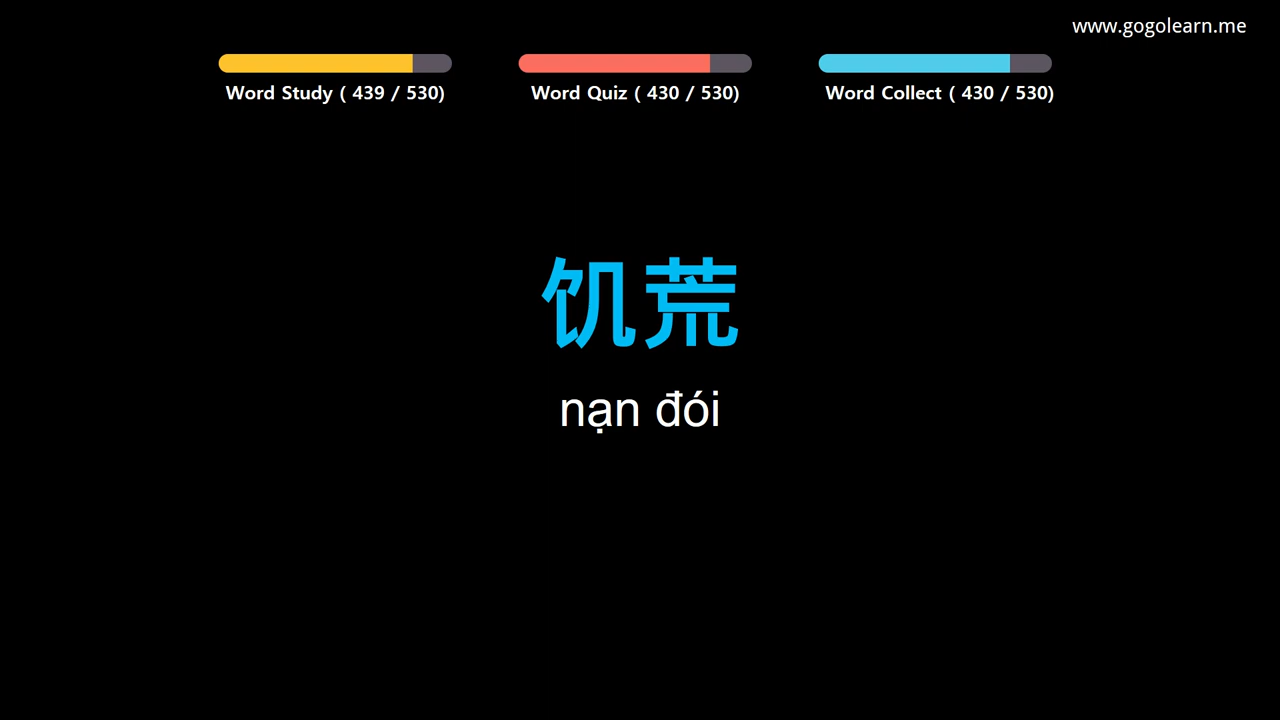 www.gogolearn.me
Word Study ( 439 / 530)
Word Quiz ( 430 / 530)
Word Collect ( 430 / 530)
饥荒
nạn đói